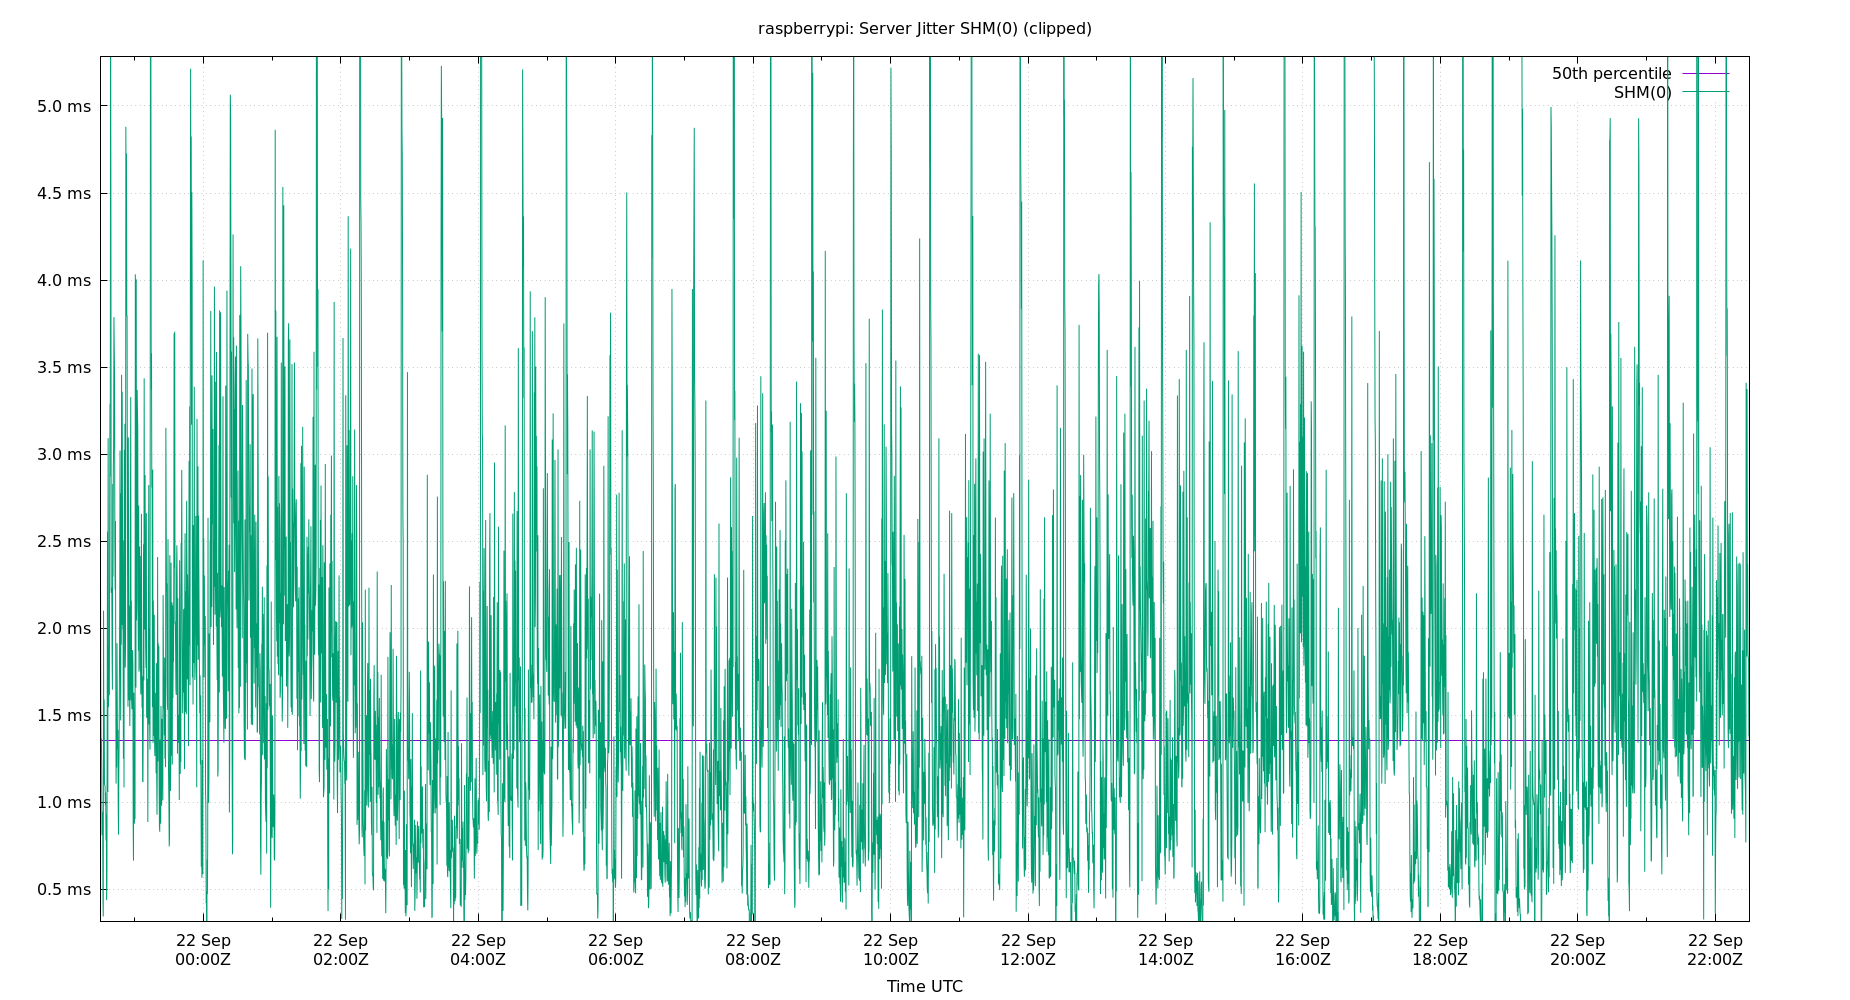 raspberrypi: Server Jitter SHM(0) (clipped)
50th percentile
SHM(0)
5.0 ms
4.5 ms
4.0 ms
3.5 ms
3.0 ms
2.5 ms
2.0 ms
1.5 ms
1.0 ms
0.5 ms
22 Sep 22 Sep 22 Sep 22 Sep 22 Sep 22 Sep 22 Sep 22 Sep 22 Sep 22 Sep 22 Sep 22 Sep
00:00Z 02:00Z 04:00Z 06:00Z 08:00Z 10:00Z 12:00Z 14:00Z 16:00Z 18:00Z 20:00Z 22:00Z
Time UTC